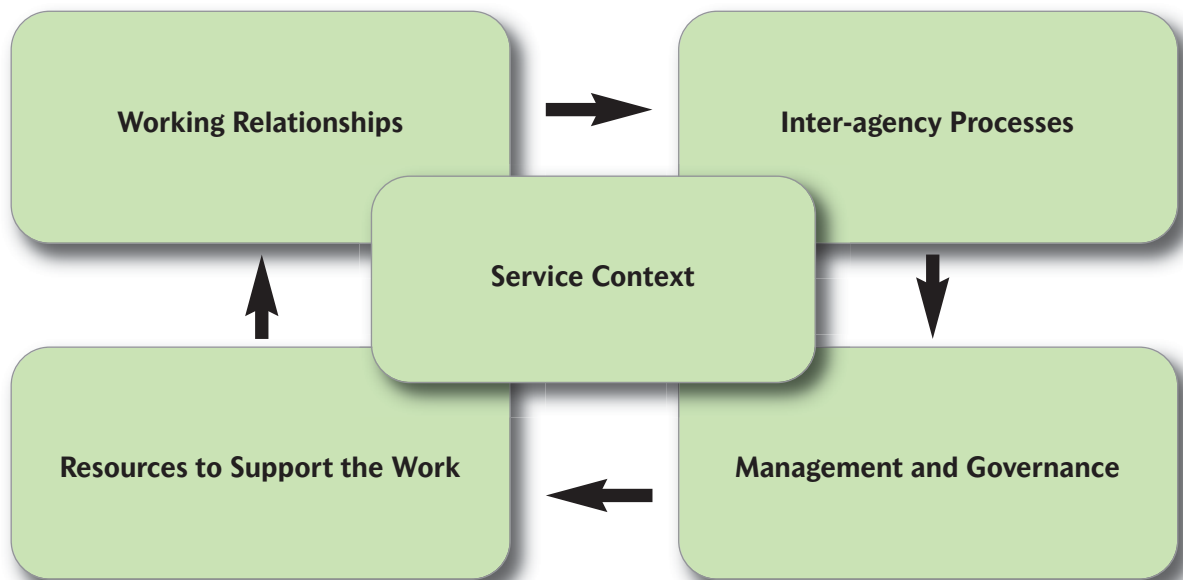 Working Relationships
Inter-agency Processes
Service Context
Resources to Support the Work
Management and Governance